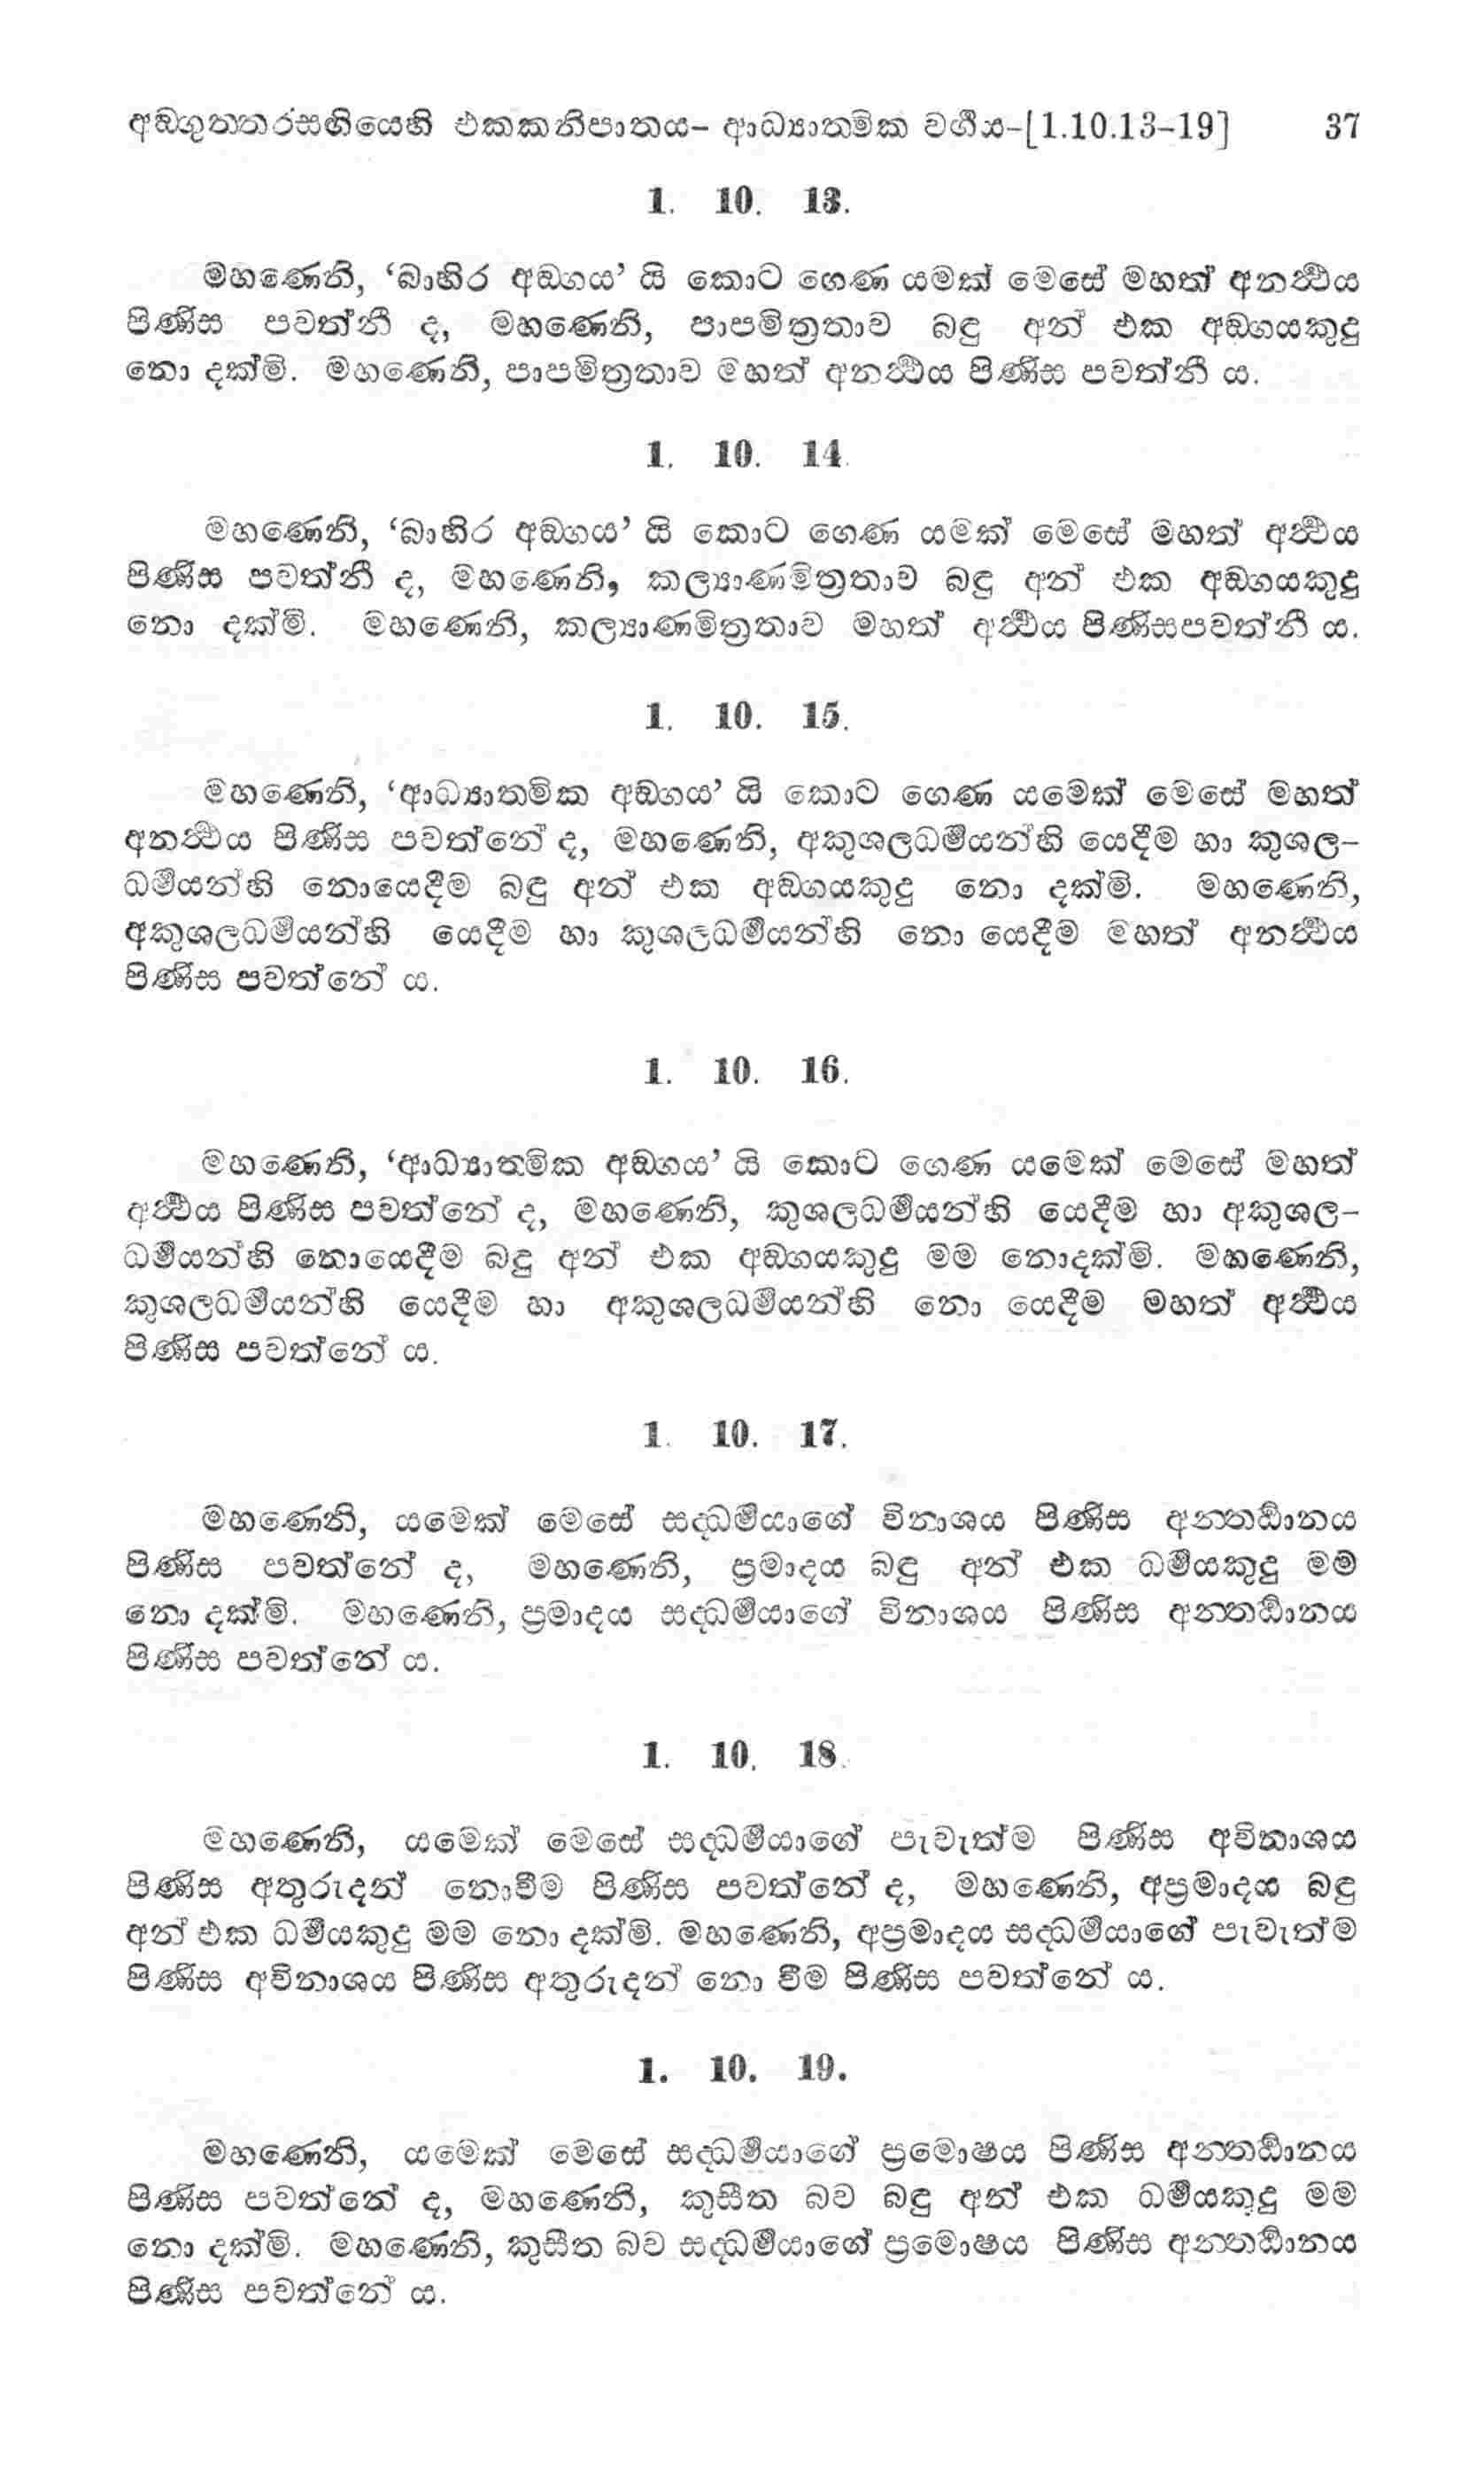 අඞ්ගුත්තරසඟියෙහි එකකනිපාතය- ආධ්‍යාත්මික වර්‍ගය-[1.10.13-19] 37
1. 10. 13.
මහණෙනි, ‘බාහිර අඞ්ගය’ යි කොට ගෙණ යමක් මෙසේ මහත් අනර්‍ත්‍ථය
පිණිස පවත්නී ද, මහණෙනි, පාපමිත්‍රතාව බඳු අන් එක අඞ්ගයකුදු
නො දක්මි. මහණෙනි, පාපමිත්‍රතාව මහත් අනර්‍ත්‍ථය පිණිස පවත්නී ය.
1. 10. 14.
මහණෙනි, ‘බාහිර අඞ්ගය’ යි කොට ගෙණ යමක් මෙසේ මහත් අර්‍ත්‍ථය
පිණිස පවත්නී ද, මහණෙනි, කල්‍යාණමිත්‍රතාව බඳු අන් එක අඞ්ගයකුදු
නො දක්මි. මහණෙනි, කල්‍යාණමිත්‍රතාව මහත් අර්‍ත්‍ථය පිණිසපවත්නී ය.
1. 10. 15.
මහණෙනි, ‘ආධ්‍යාත්මික අඞ්ගය’ යි කොට ගෙණ යමෙක් මෙසේ මහත්
අනර්‍ත්‍ථය පිණිස පවත්නේ ද, මහණෙනි, අකුශලධර්‍මයන්හි යෙදීම හා කුශල-
ධර්‍මයන්හි නොයෙදීම බඳු අන් එක අඞ්ගයකුදු නො දක්මි. මහණෙනි,
අකුශලධර්‍මයන්හි යෙදීම හා කුශලධර්‍මයන්හි නො යෙදීම මහත් අනර්‍ත්‍ථය
පිණිස පවත්නේ ය.
1. 10. 16.
මහණෙනි, ‘ආධ්‍යාත්මික අඞ්ගය’ යි කොට ගෙණ යමෙක් මෙසේ මහත්
අර්‍ත්‍ථය පිණිස පවත්නේ ද, මහණෙනි, කුශලධර්‍මයන්හි යෙදීම හා අකුශල-
ධර්‍මයන්හි නොයෙදීම බඳු අන් එක අඞ්ගයකුදු මම නොදක්මි. මහණෙනි,
කුශලධර්‍මයන්හි යෙදීම හා අකුශලධර්‍මයන්හි නො යෙදීම මහත් අර්‍ත්‍ථය
පිණිස පවත්නේ ය.
1. 10. 17.
මහණෙනි, යමෙක් මෙසේ සද්ධර්‍මයාගේ විනාශය පිණිස අන්තර්‍ධානය
පිණිස පවත්නේ ද, මහණෙනි, ප්‍රමාදය බඳු අන් එක ධර්‍මයකුදු මම
නො දක්මි. මහණෙනි, ප්‍රමාදය සද්ධර්‍මයාගේ විනාශය පිණිස අන්තර්‍ධානය
පිණිස පවත්නේ ය.
1. 10. 18.
මහණෙනි, යමෙක් මෙසේ සද්ධර්‍මයාගේ පැවැත්ම පිණිස අවිනාශය
පිණිස අතුරුදන් නොවීම පිණිස පවත්නේ ද, මහණෙනි, අප්‍රමාදය බඳු
අන් එක ධර්‍මයකුදු මම නො දක්මි. මහණෙනි, අප්‍රමාදය සද්ධර්‍මයාගේ පැවැත්ම
පිණිස අවිනාශය පිණිස අතුරුදන් නො වීම පිණිස පවත්නේ ය.
1. 10. 19.
මහණෙනි, යමෙක් මෙසේ සද්ධර්‍මයාගේ ප්‍රමොෂය පිණිස අන්තර්‍ධානය
පිණිස පවත්නේ ද, මහණෙනි, කුසීත බව බඳු අන් එක ධර්‍මයකුදු මම
නො දක්මි. මහණෙනි, කුසීත බව සද්ධර්‍මයාගේ ප්‍රමොෂය පිණිස අන්තර්‍ධානය
පිණිස පවත්නේ ය.